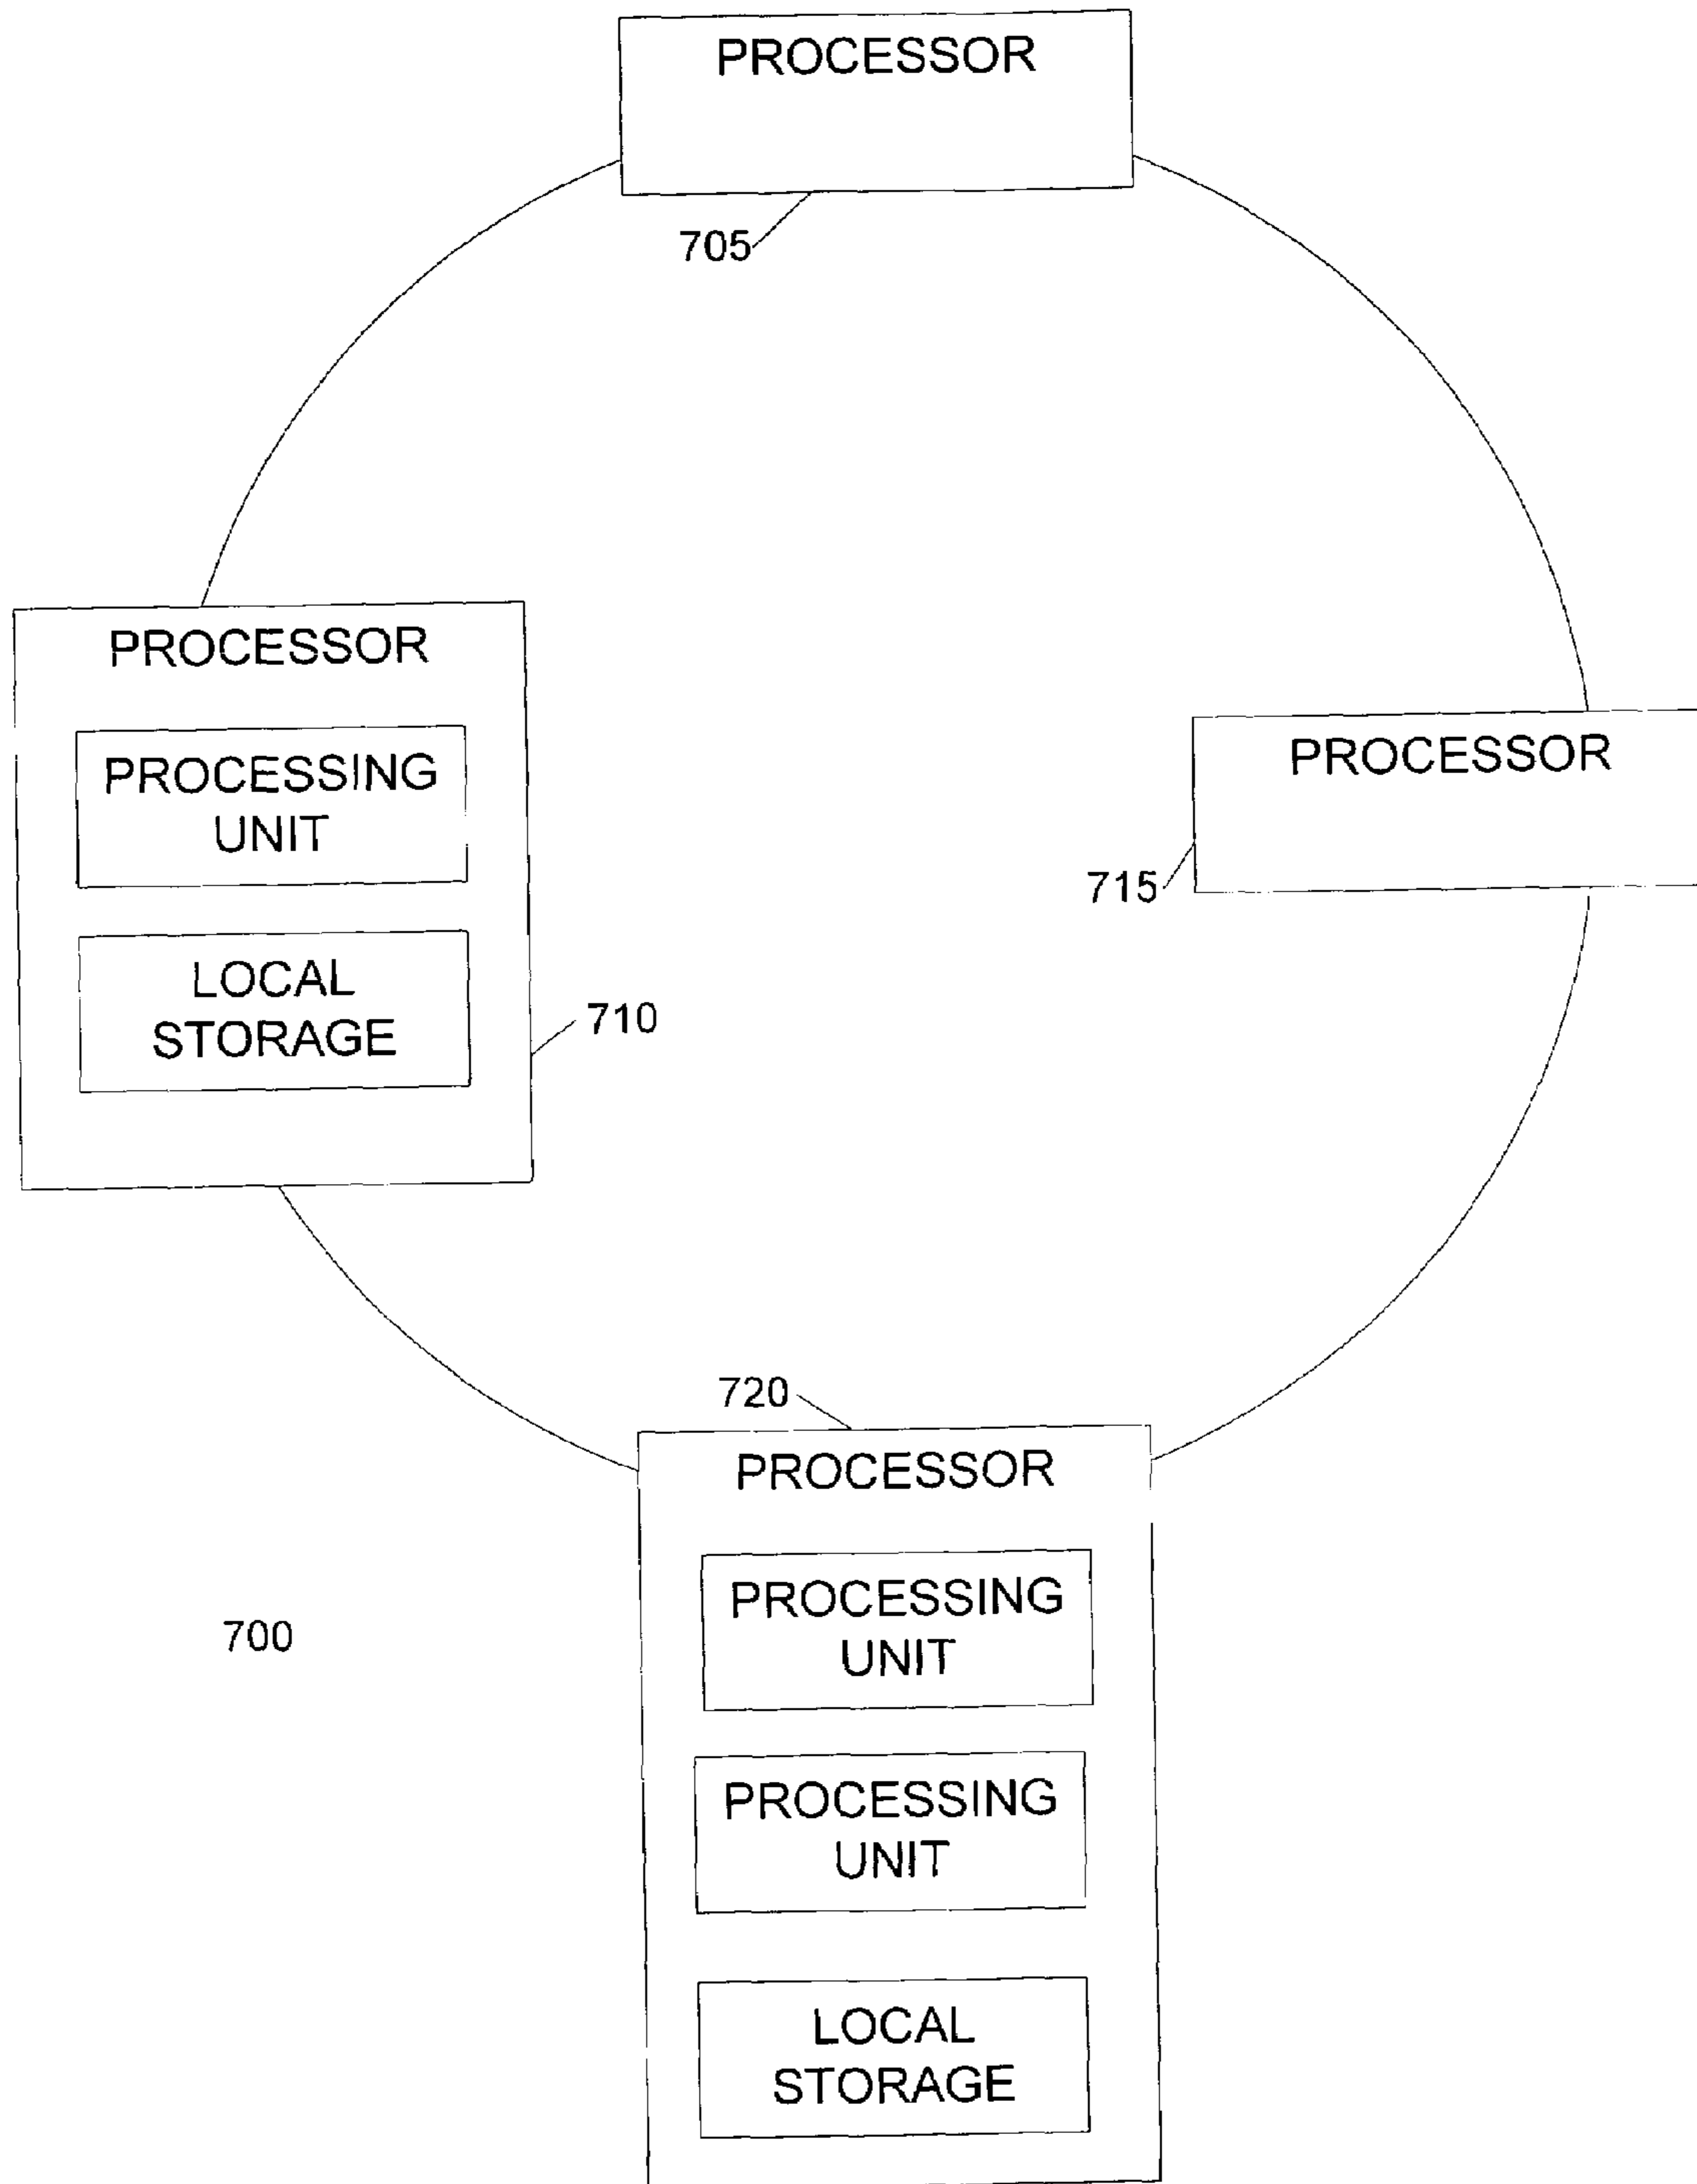 PROCESSOR
705
PROCESSOR
PROCESSING
UNIT
LOCAL
STORAGE
710
PROCESSOR
715
720
PROCESSOR
PROCESSING
UNIT
PROCESSING
UNIT
LOCAL
STORAGE
700